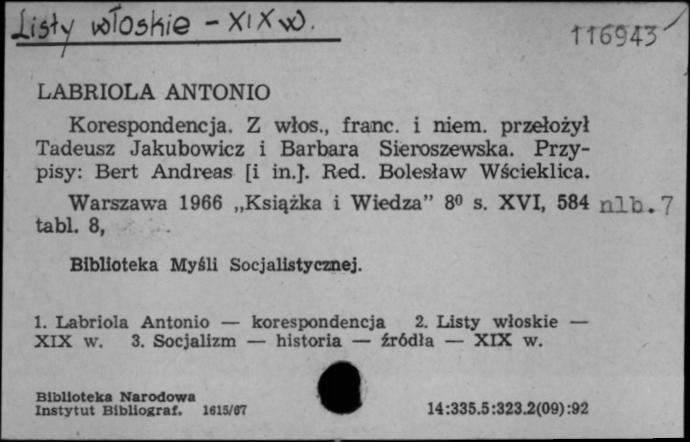 Listy włoskie - XIX w.
116943
LABRIOLA ANTONIO
Korespondencja. Z włos., franc. i niem. przełożył
Tadeusz Jakubowicz i Barbara Sieroszewska. Przy-
pisy: Bert Andreas [i in.]. Red. Bolesław Wścieklica.
Warszawa 1966 „Książka i Wiedza” 8⁰ s. XVI, 584 nlb. 7
tabl. 8,
Biblioteka Myśli Socjalistycznej.
1. Labriola Antonio — korespondencja 2. Listy włoskie —
XIX w. 3. Socjalizm — historia — źródła — XIX w.
Biblioteka Narodowa
Instytut Bibliograf. 1615/67
14:335.5:323.2(09):92